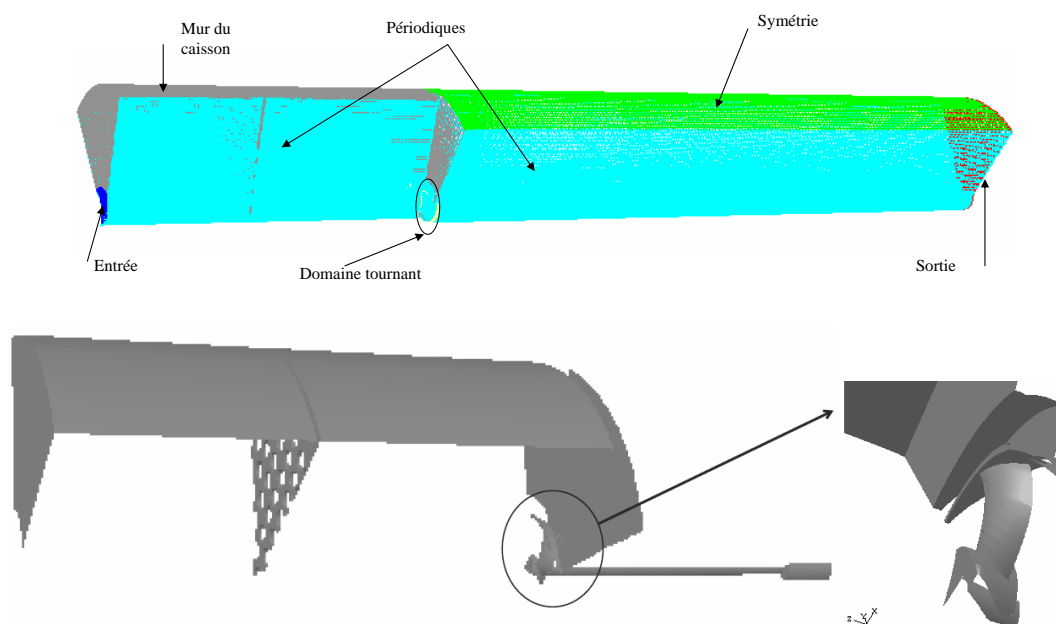 Mur du
caisson
Périodiques
Symétrie
Entrée
Domaine tournant
Sortie
z
Y
X